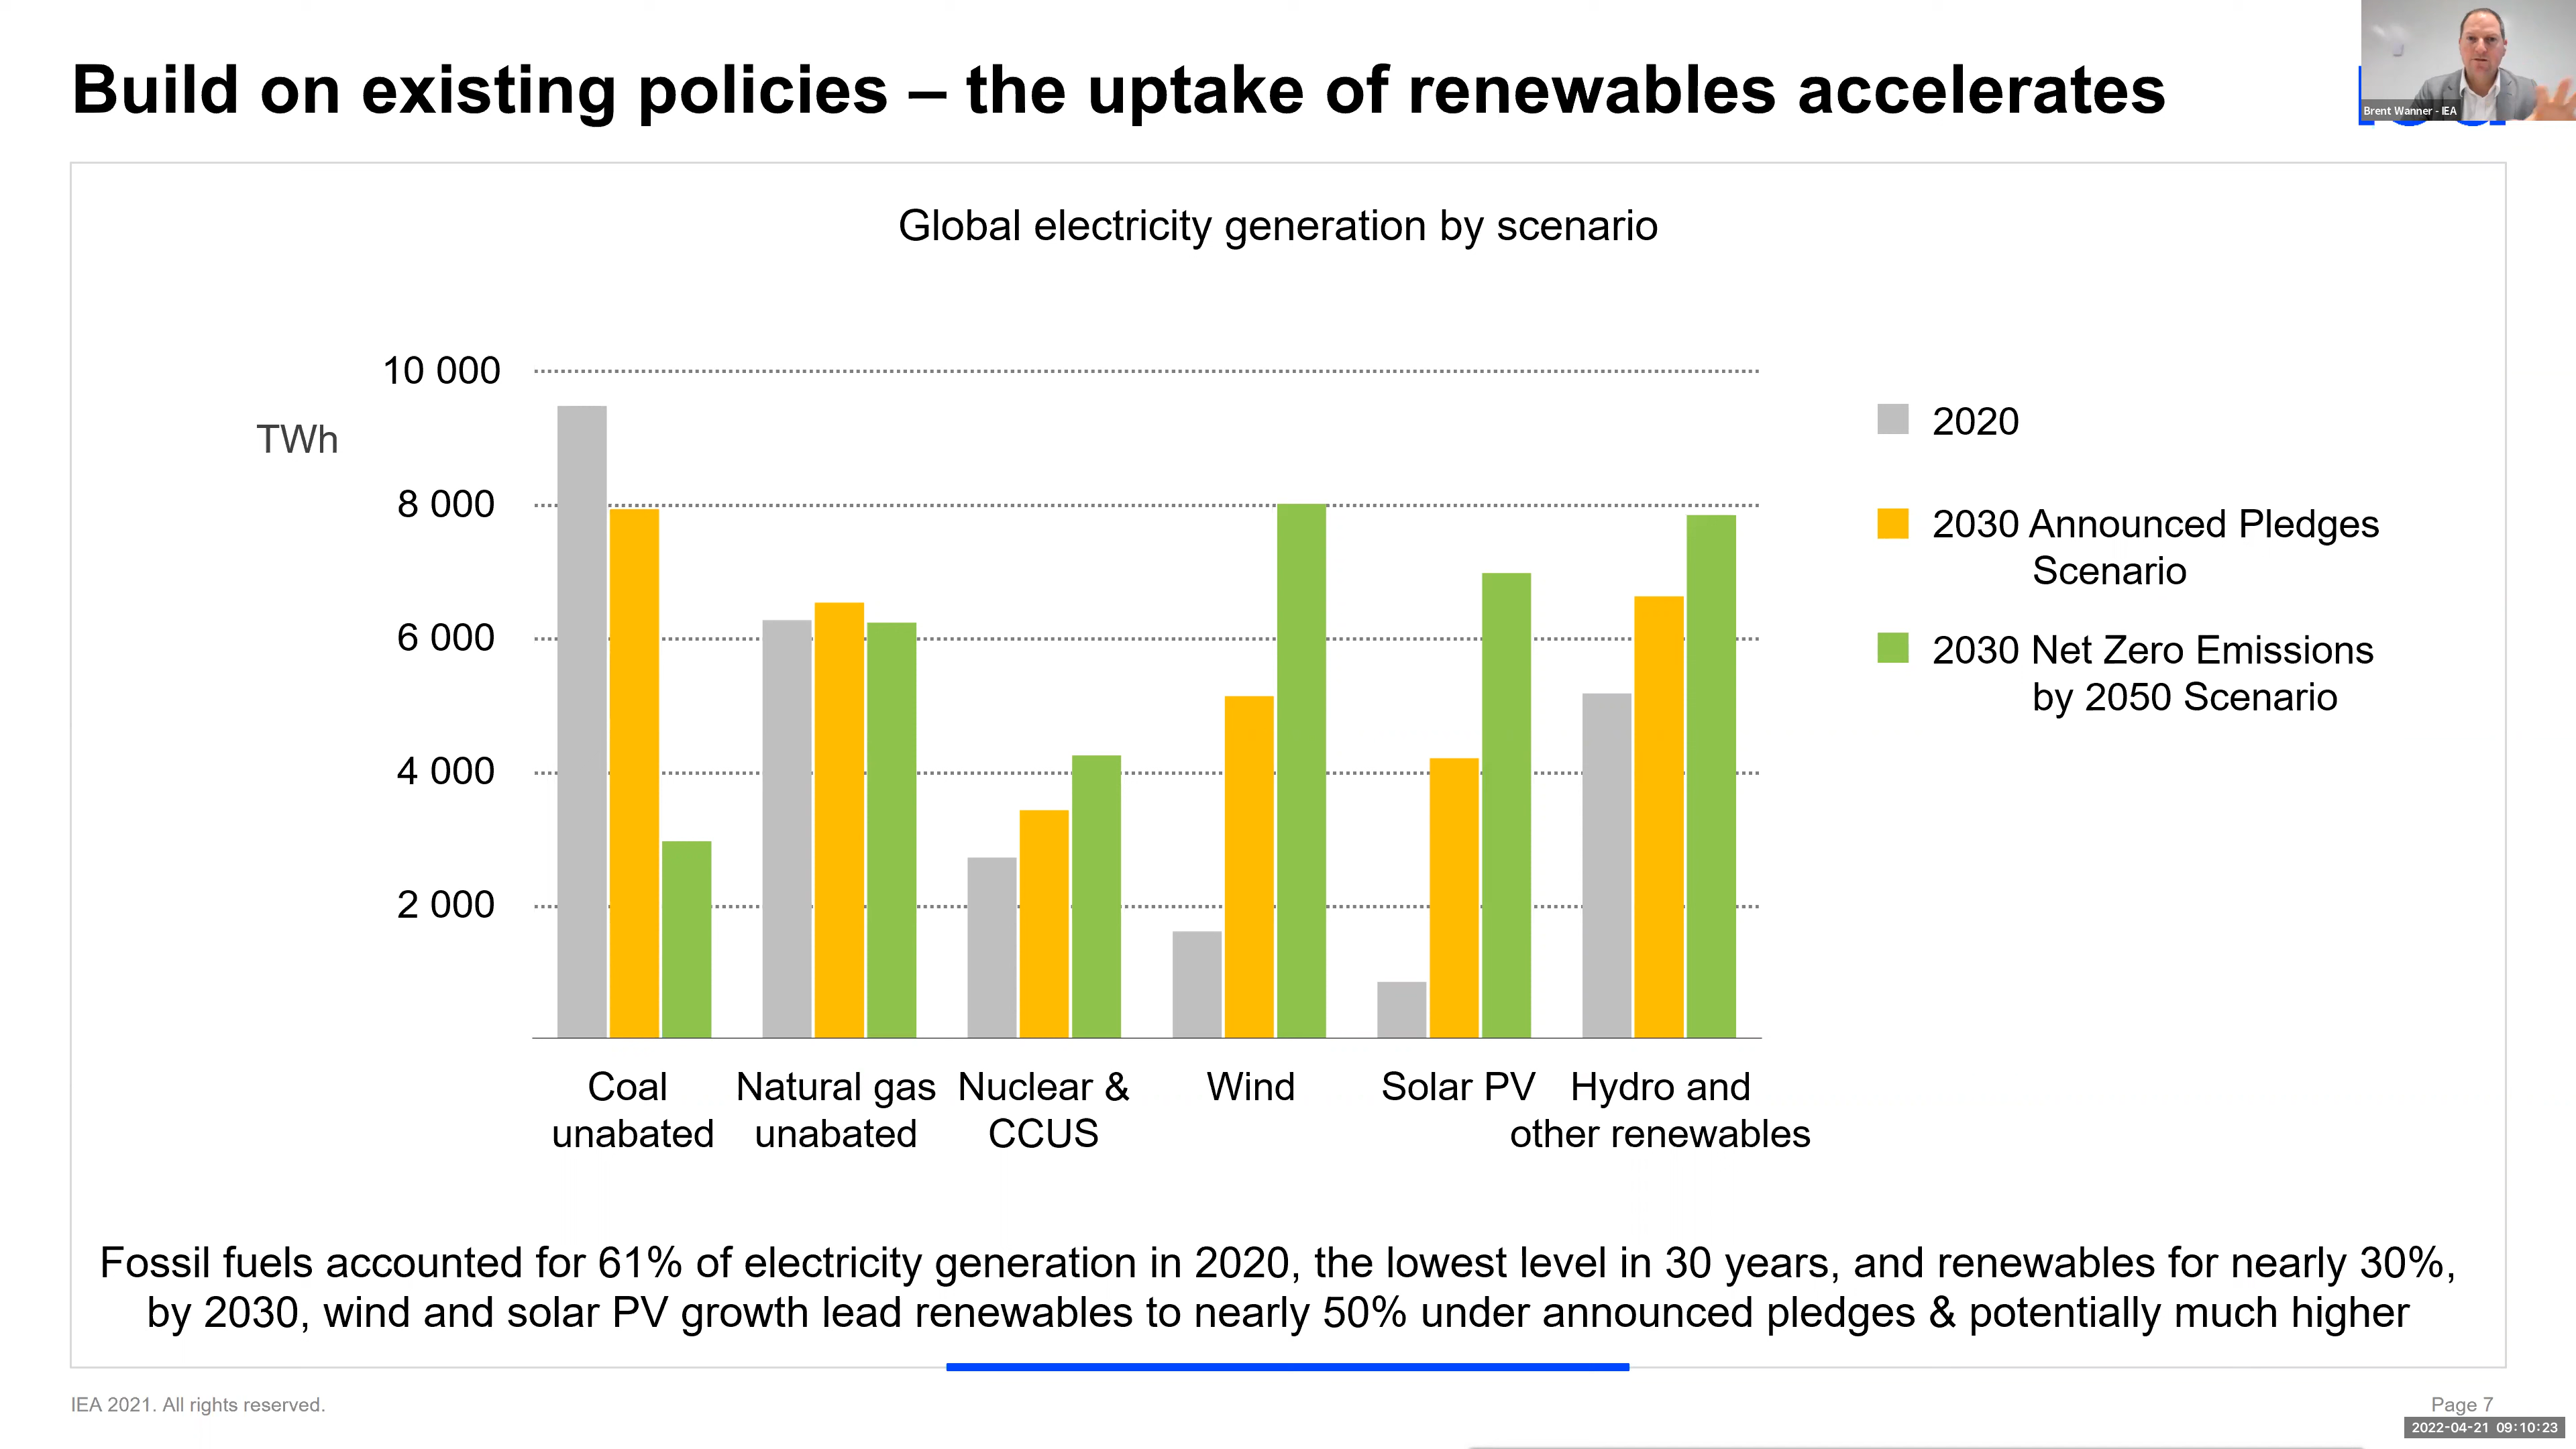 Build on existing policies – the uptake of renewables accelerates
Brent Wanner - IEA
Global electricity generation by scenario
TWh
10 000
8 000
6 000
4 000
2 000
Coal
unabated
Natural gas
unabated
Nuclear &
CCUS
Wind
Solar PV
Hydro and
other renewables
2020
2030 Announced Pledges
Scenario
2030 Net Zero Emissions
by 2050 Scenario
Fossil fuels accounted for 61% of electricity generation in 2020, the lowest level in 30 years, and renewables for nearly 30%,
by 2030, wind and solar PV growth lead renewables to nearly 50% under announced pledges & potentially much higher
IEA 2021. All rights reserved.
Page 7
2022-04-21 09:10:23